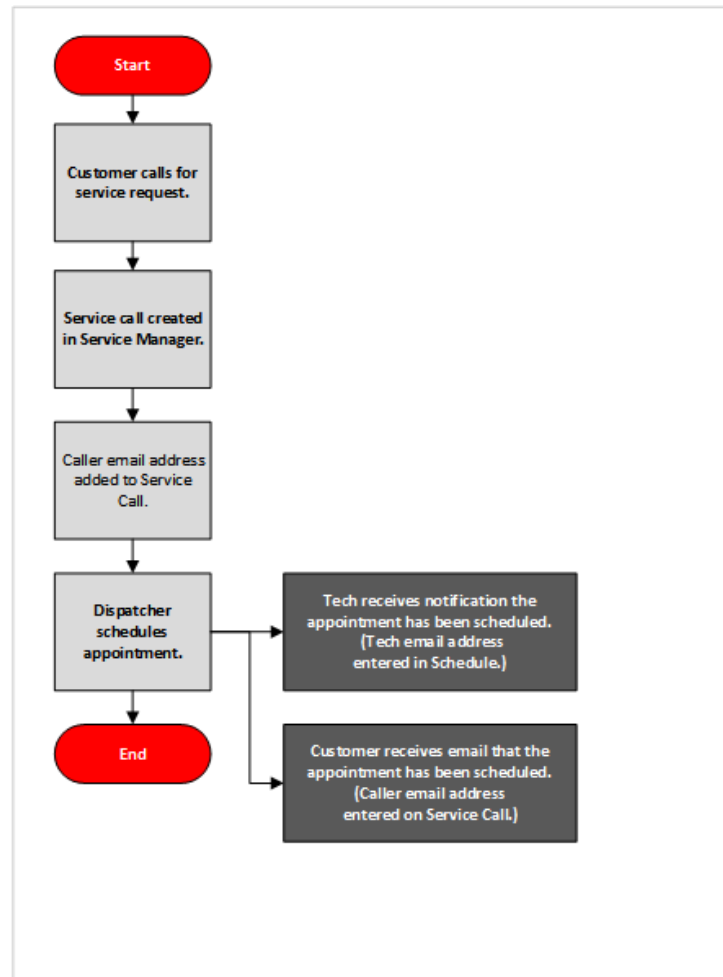 Start
Customer calls for
service request.
Service call created
in Service Manager.
Caller email address
added to Service
Call.
Dispatcher
schedules
appointment.
Tech receives notification the
appointment has been scheduled.
(Tech email address
entered in Schedule.)
End
Customer receives email that the
appointment has been scheduled.
(Caller email address
entered on Service Call.)